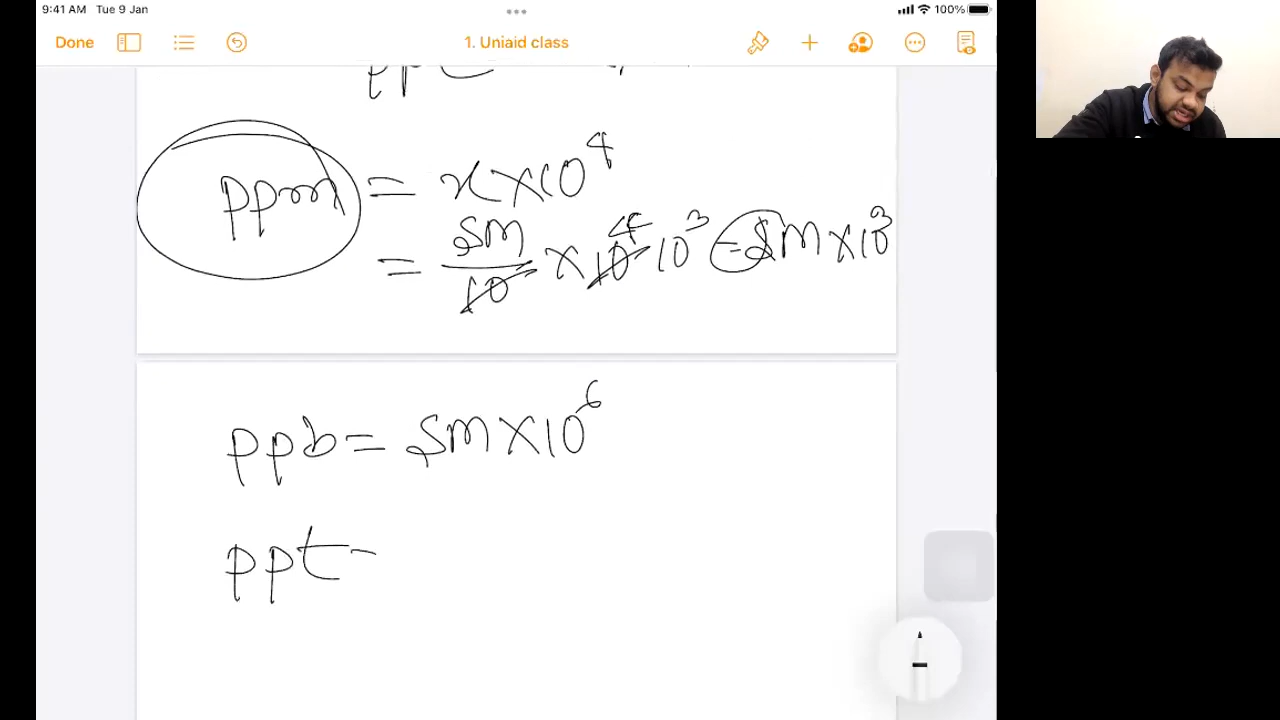 9:41 AM Tue 9 Jan
100%
Done
1. Uniaid class
ppt
ppm = x × 10⁴
= SM/10 × 10⁴ 10³ = SM × 10³
ppb = SM × 10⁶
ppt =